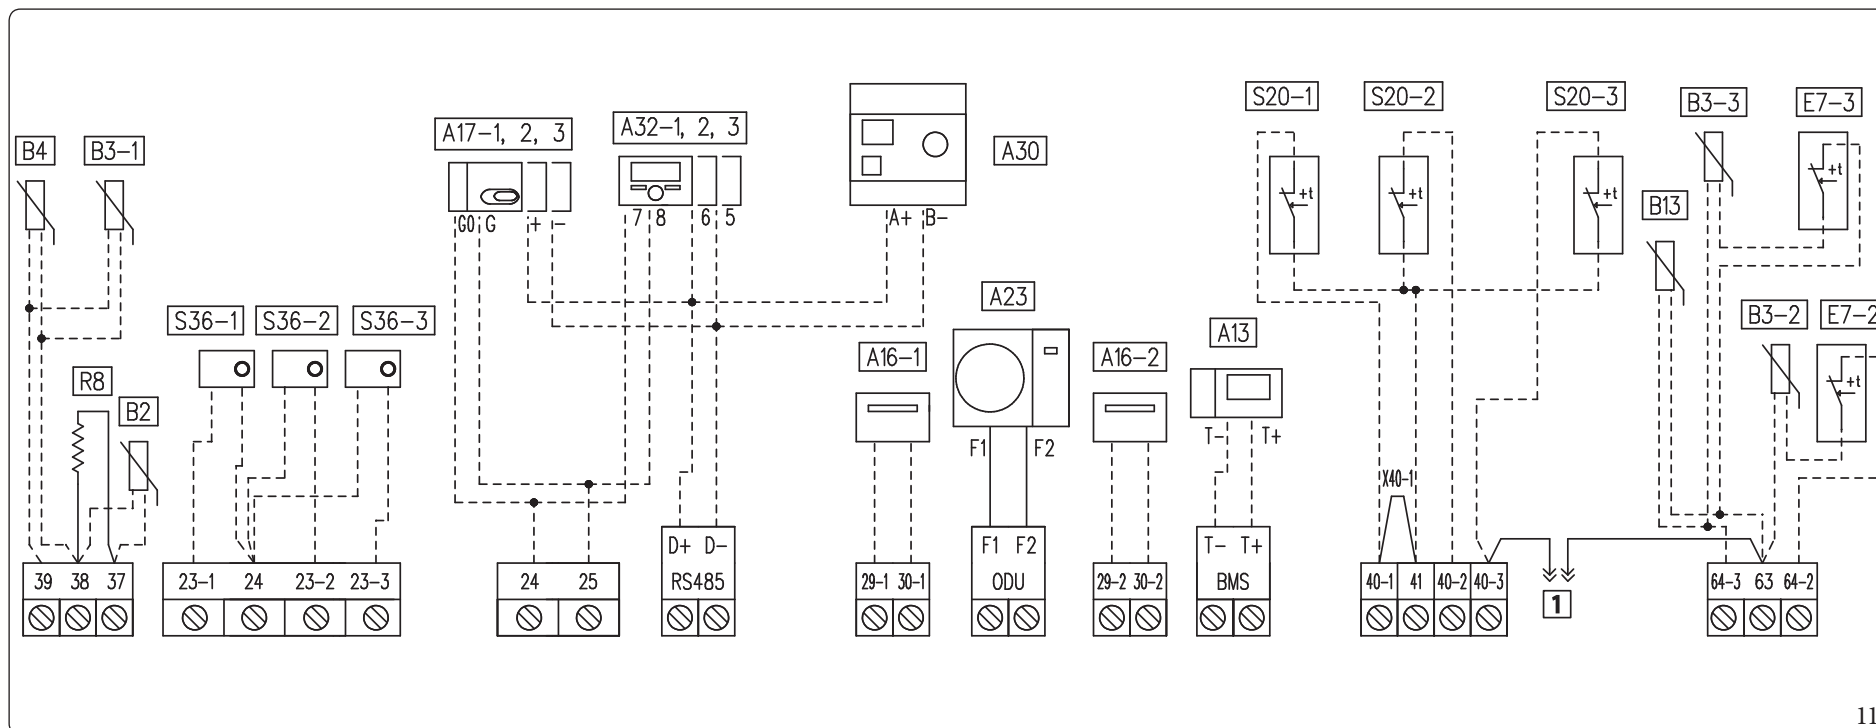 S20-1 S20-2 S20-3 B3-3 E7-3
A17-1, 2, 3 A32-1, 2, 3 A30
B4 B3-1
+t +t +t +t
B13
G0 G + - 7 8 6 5 A+ B-
A23
S36-1 S36-2 S36-3 A16-1 A16-2 A13 B3-2 E7-2
R8 B2
+t
T- T+
F1 F2
X40-1
D+ D- F1 F2 T- T+
39 38 37 23-1 24 23-2 23-3 24 25 RS485 29-1 30-1 ODU 29-2 30-2 BMS 40-1 41 40-2 40-3 64-3 63 64-2
1
11